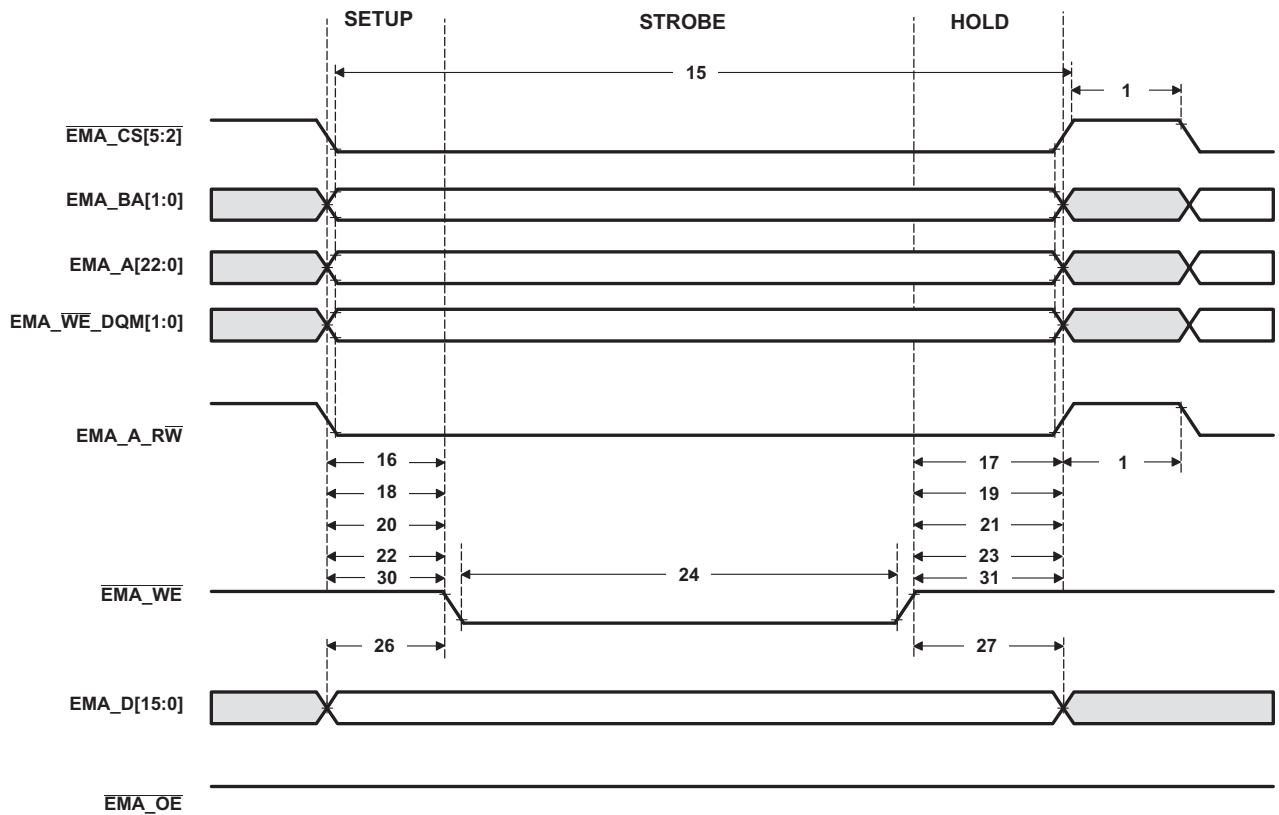 SETUP STROBE HOLD
15
1
EMA_CS[5:2]
EMA_BA[1:0]
EMA_A[22:0]
EMA_WE_DQM[1:0]
EMA_A_RW
16 17 1
18 19
20 21
22 23
24
30 31
EMA_WE
26 27
EMA_D[15:0]
EMA_OE